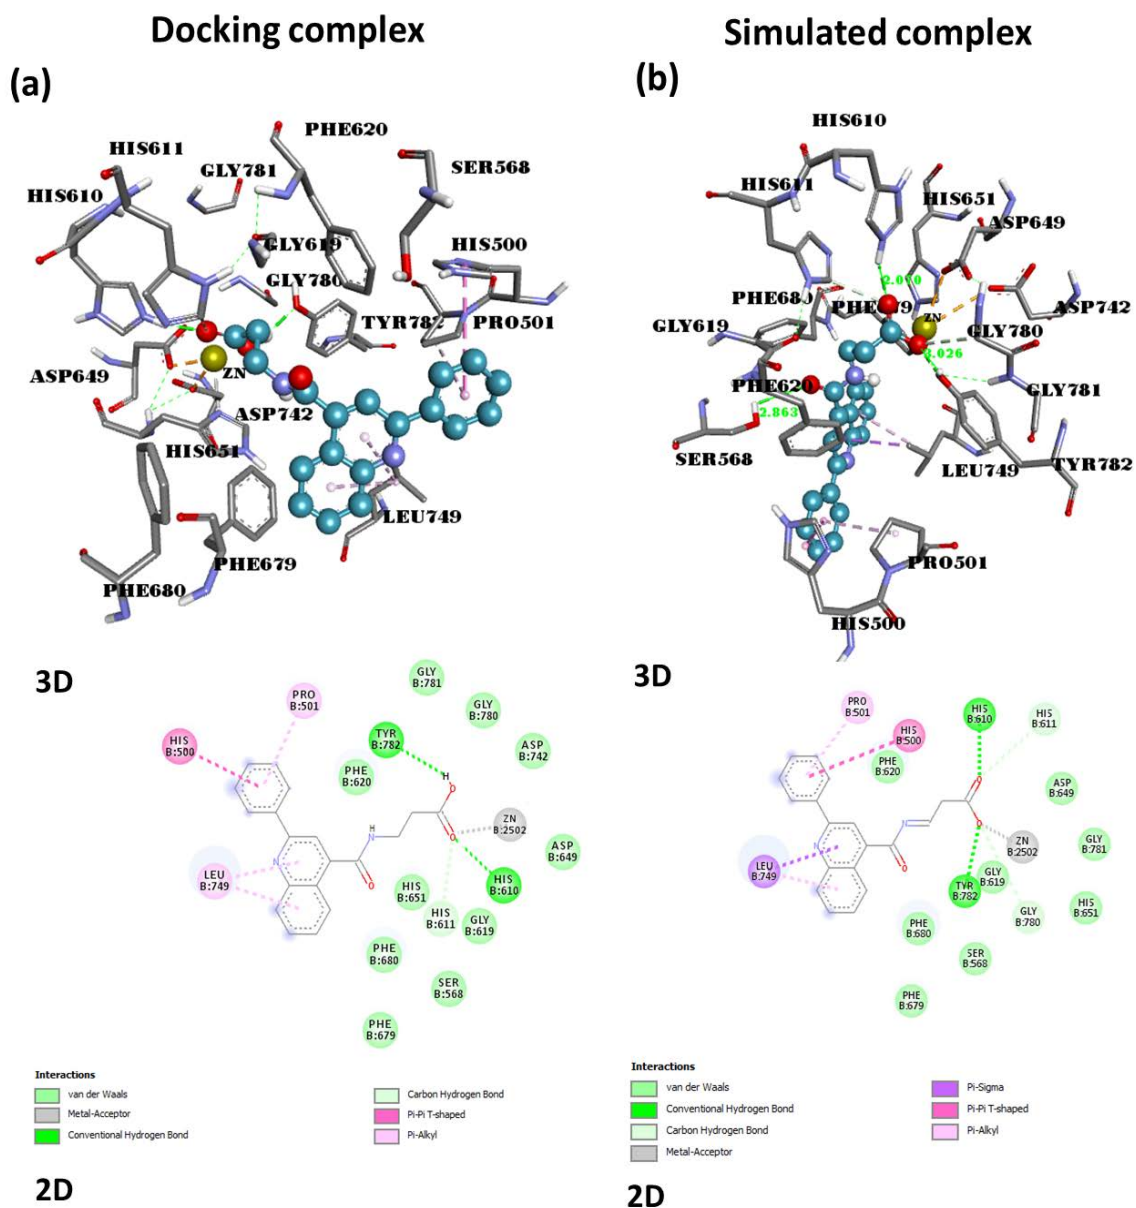 Docking complex
Simulated complex
(a)
(b)
PHE620
HIS611
GLY781
SER568
HIS610
GLY619
HIS500
GLY780
TYR782
PRO501
ASP649
ZN
ASP742
HIS651
LEU749
PHE679
PHE680
HIS610
HIS611
HIS651
ASP649
2.010
PHE680
PHE679
ZN
ASP742
GLY619
GLY780
3.026
PHE620
GLY781
2.863
SER568
LEU749
TYR782
PRO501
HIS500
3D
3D
GLY
B:781
PRO
B:501
GLY
B:780
TYR
B:782
HIS
B:500
ASP
B:742
PHE
B:620
H
O
ZN
B:2502
H
N
O
ASP
B:649
N
LEU
B:749
O
HIS
B:610
HIS
B:651
HIS
B:611
GLY
B:619
PHE
B:680
SER
B:568
PHE
B:679
PRO
B:501
HIS
B:610
HIS
B:611
HIS
B:500
PHE
B:620
O
ASP
B:649
N
O
ZN
B:2502
GLY
B:781
N
LEU
B:749
O
GLY
B:619
TYR
B:782
GLY
B:780
HIS
B:651
PHE
B:680
SER
B:568
PHE
B:679
Interactions
van der Waals
Metal-Acceptor
Conventional Hydrogen Bond
Carbon Hydrogen Bond
Pi-Pi T-shaped
Pi-Alkyl
Interactions
van der Waals
Conventional Hydrogen Bond
Carbon Hydrogen Bond
Metal-Acceptor
Pi-Sigma
Pi-Pi T-shaped
Pi-Alkyl
2D
2D